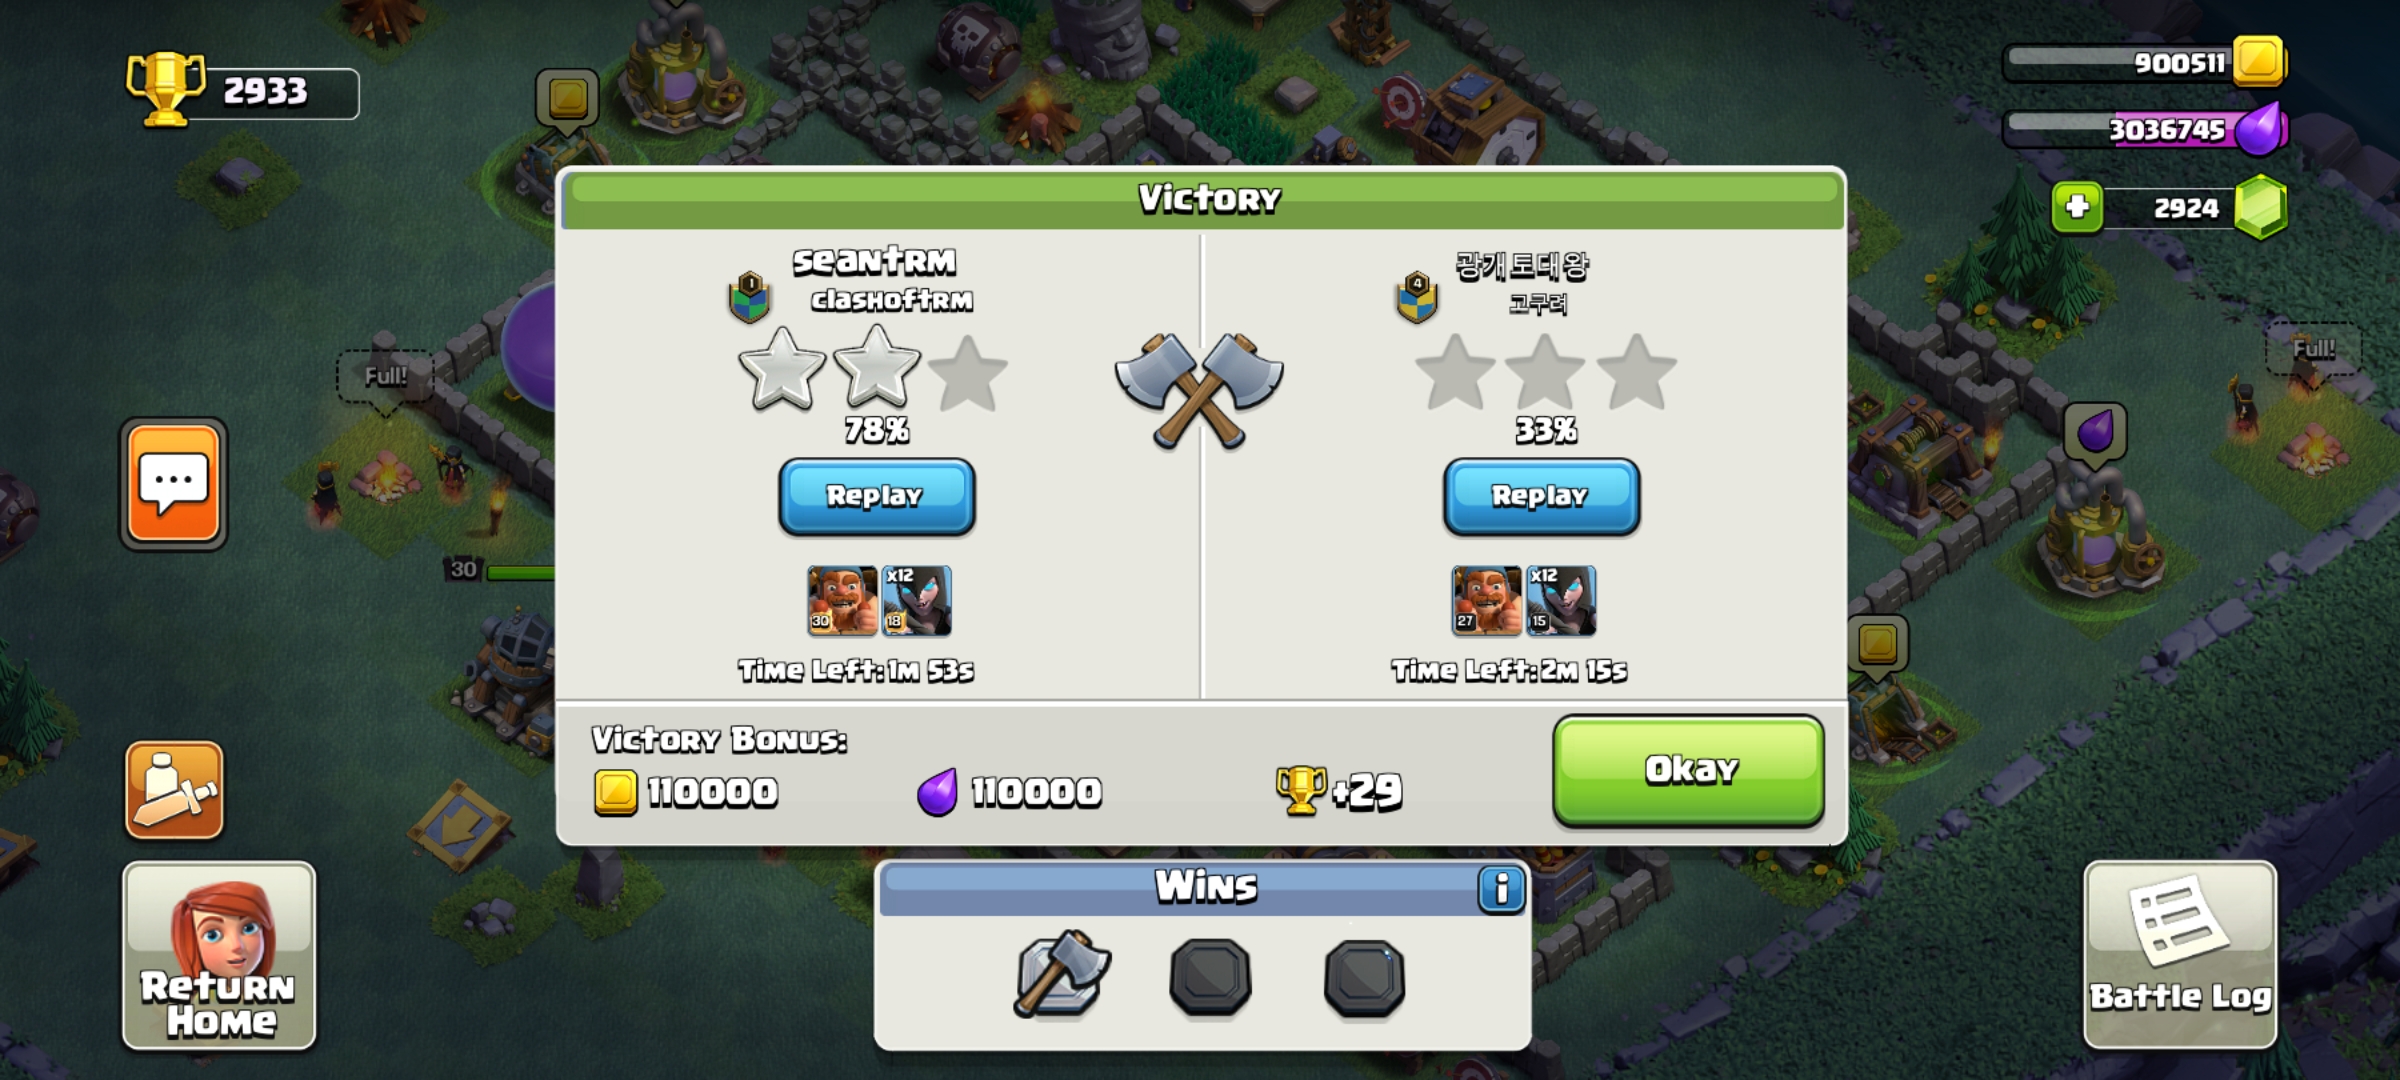 2933
900511
3036745
2924
Victory
seantrm
clashoftrm
1
광개토대왕
고구려
4
Full!
Full!
78%
33%
Replay
Replay
30
30
x12
18
27
x12
15
Time Left:1m 53s
Time Left:2m 15s
Victory Bonus:
110000
110000
+29
Okay
Wins
i
Return
Home
Battle Log